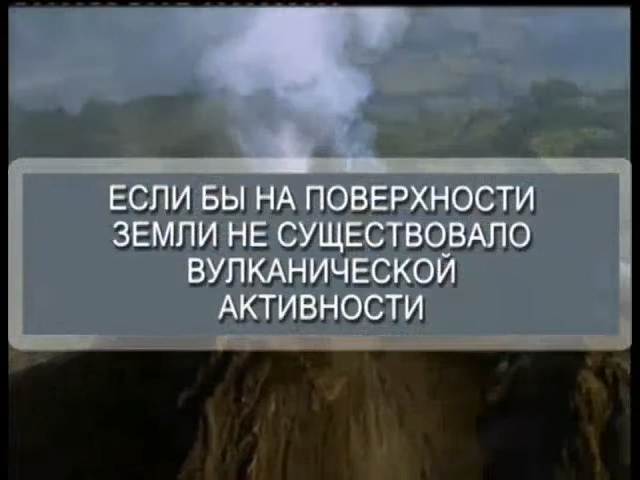 ЕСЛИ БЫ НА ПОВЕРХНОСТИ
ЗЕМЛИ НЕ СУЩЕСТВОВАЛО
ВУЛКАНИЧЕСКОЙ
АКТИВНОСТИ